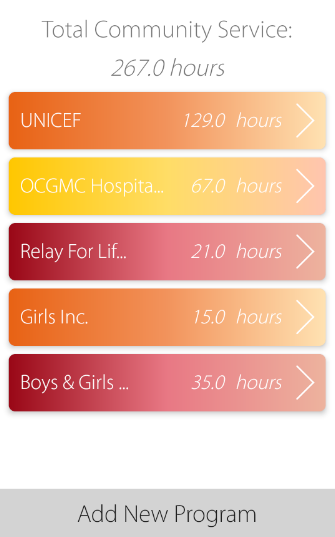 Total Community Service:
267.0 hours
UNICEF 129.0 hours
OCGMC Hospita... 67.0 hours
Relay For Lif... 21.0 hours
Girls Inc. 15.0 hours
Boys & Girls ... 35.0 hours
Add New Program